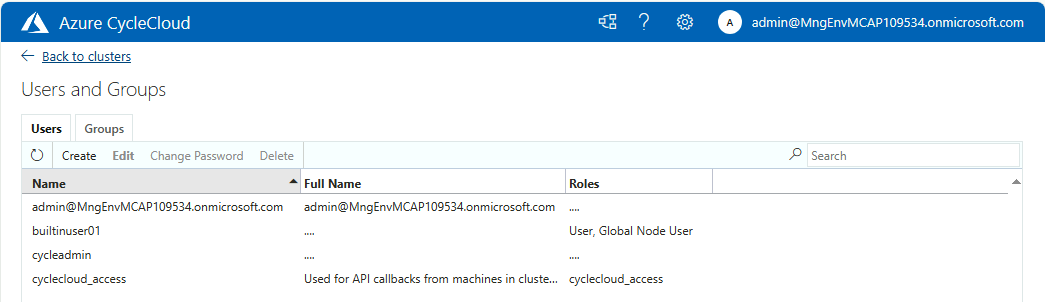 Azure CycleCloud ? A admin@MngEnvMCAP109534.onmicrosoft.com
Back to clusters
Users and Groups
Users Groups
Create Edit Change Password Delete Search
Name Full Name Roles
admin@MngEnvMCAP109534.onmicrosoft.com admin@MngEnvMCAP109534.onmicrosoft.com ....
builtinuser01 .... User, Global Node User
cycleadmin .... ....
cyclecloud_access Used for API callbacks from machines in cluste... cyclecloud_access